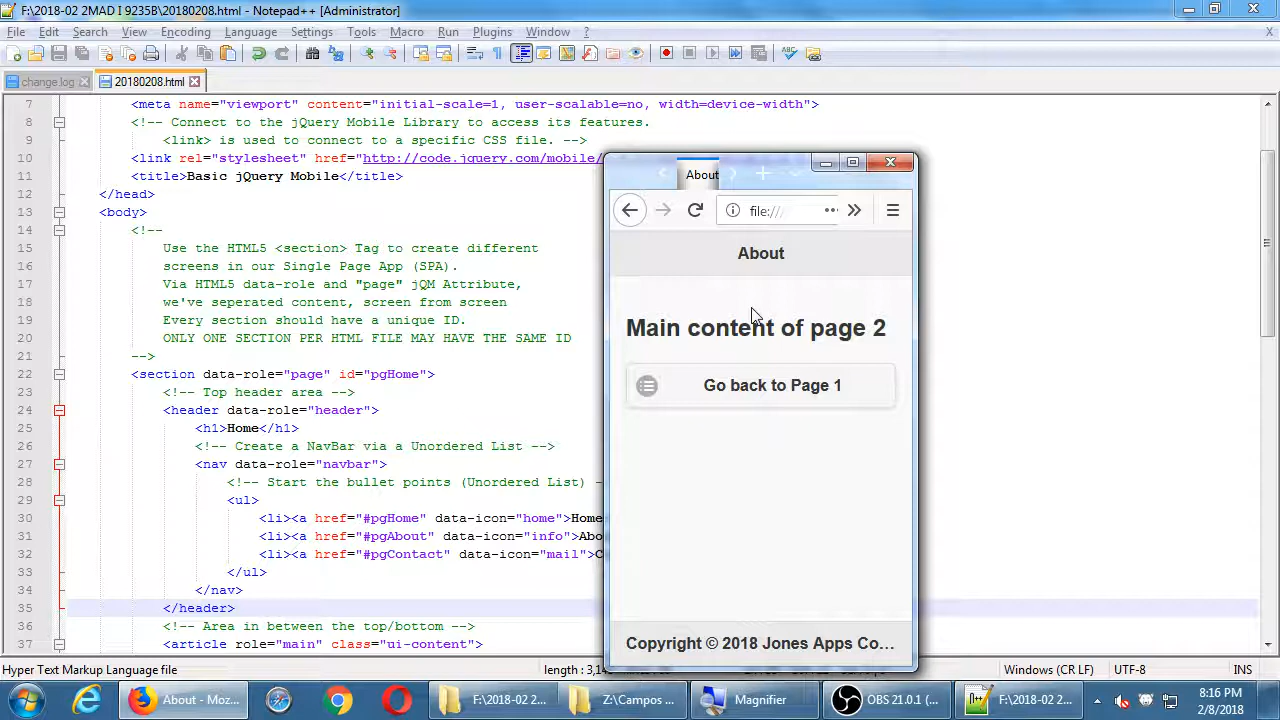 F:\2018-02 2MAD I 9235B\20180208.html - Notepad++ [Administrator]
File Edit Search View Encoding Language Settings Tools Macro Run Plugins Window ?
change.log 20180208.html
7 <meta name="viewport" content="initial-scale=1, user-scalable=no, width=device-width">
8 <!-- Connect to the jQuery Mobile Library to access its features.
9 <link> is used to connect to a specific CSS file. -->
10 <link rel="stylesheet" href="http://code.jquery.com/mobile/
11 <title>Basic jQuery Mobile</title>
12 </head>
13 <body>
14 <!--
15 Use the HTML5 <section> Tag to create different
16 screens in our Single Page App (SPA).
17 Via HTML5 data-role and "page" jQM Attribute,
18 we've seperated content, screen from screen
19 Every section should have a unique ID.
20 ONLY ONE SECTION PER HTML FILE MAY HAVE THE SAME ID
21 -->
22 <section data-role="page" id="pgHome">
23 <!-- Top header area -->
24 <header data-role="header">
25 <h1>Home</h1>
26 <!-- Create a NavBar via a Unordered List -->
27 <nav data-role="navbar">
28 <!-- Start the bullet points (Unordered List) -
29 <ul>
30 <li><a href="#pgHome" data-icon="home">Home
31 <li><a href="#pgAbout" data-icon="info">Abo
32 <li><a href="#pgContact" data-icon="mail">C
33 </ul>
34 </nav>
35 </header>
36 <!-- Area in between the top/bottom -->
37 <article role="main" class="ui-content">
About
file:///
About
Main content of page 2
Go back to Page 1
Copyright © 2018 Jones Apps Co…
Hyper Text Markup Language file length : 3,1 Windows (CR LF) UTF-8 INS
About - Moz... F:\2018-02 2... Z:\Campos ... Magnifier OBS 21.0.1 (... F:\2018-02 2... 8:16 PM
2/8/2018